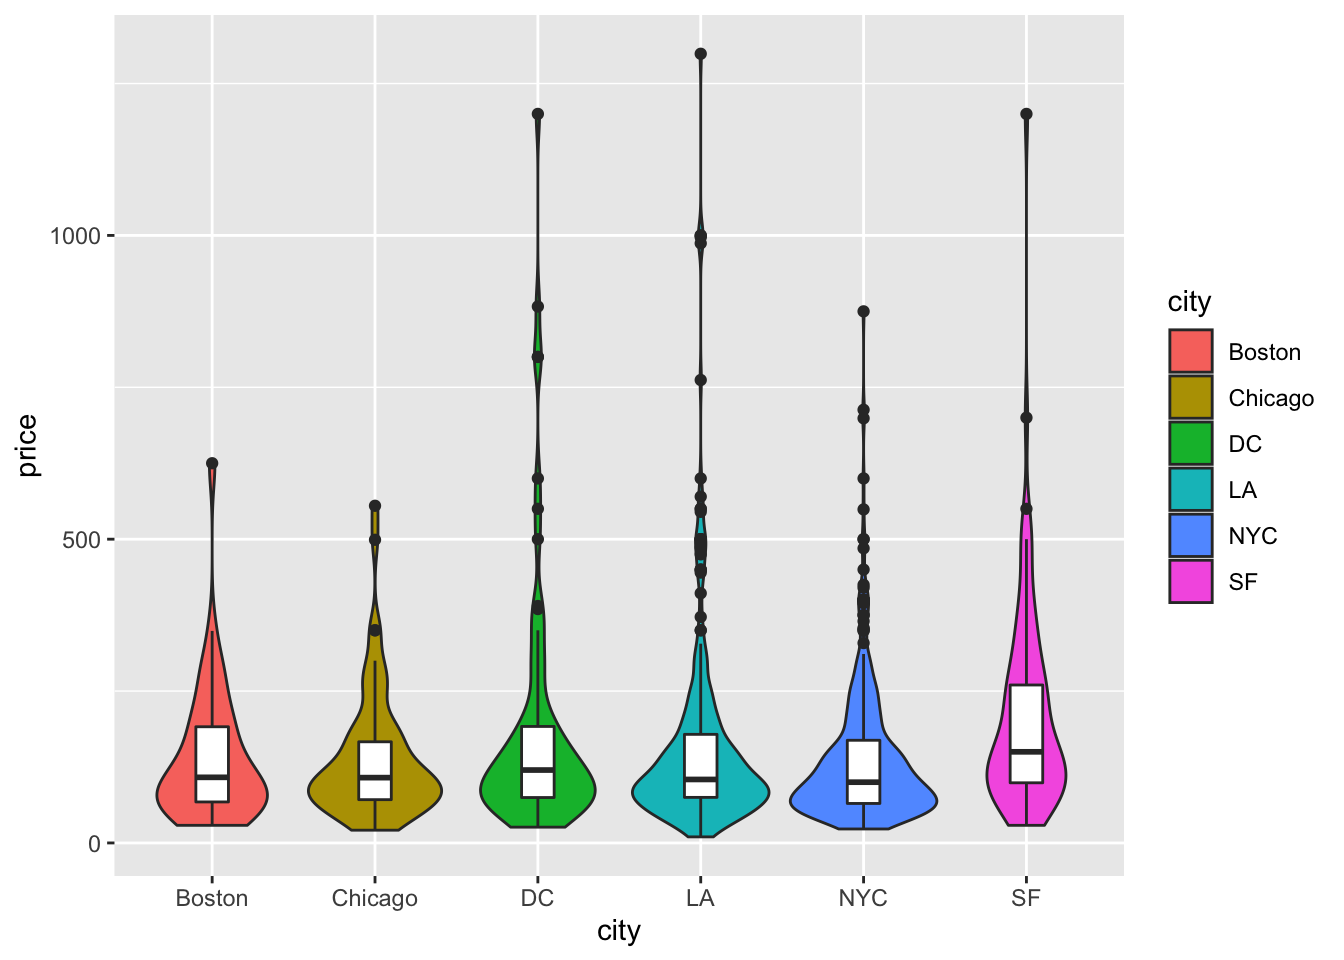 1000
500
0
price
Boston Chicago DC LA NYC SF
city
city
Boston
Chicago
DC
LA
NYC
SF